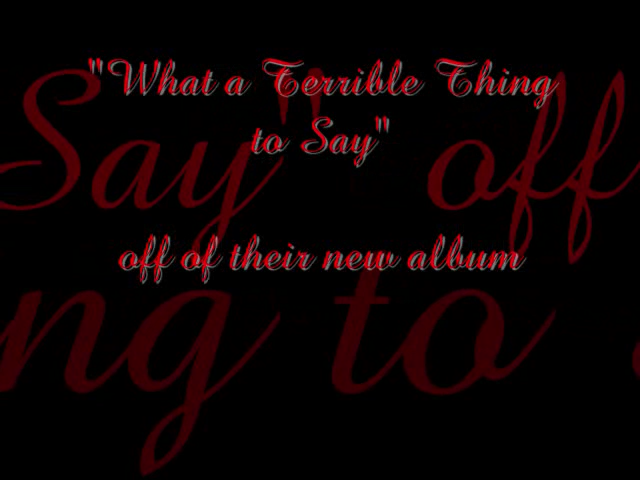 "What a Terrible Thing
to Say"
Say" off
off of their new album
ng to